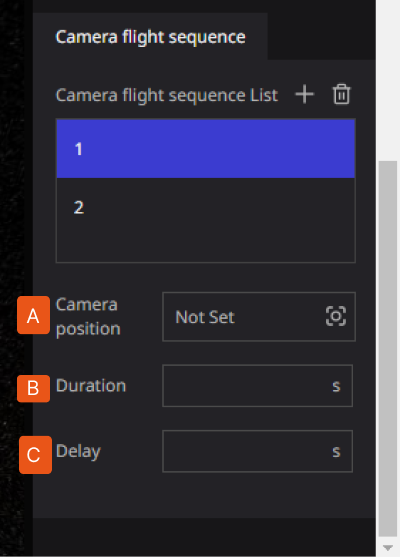 Camera flight sequence
Camera flight sequence List
1
2
A
Camera
position
Not Set
B
Duration
s
C
Delay
s